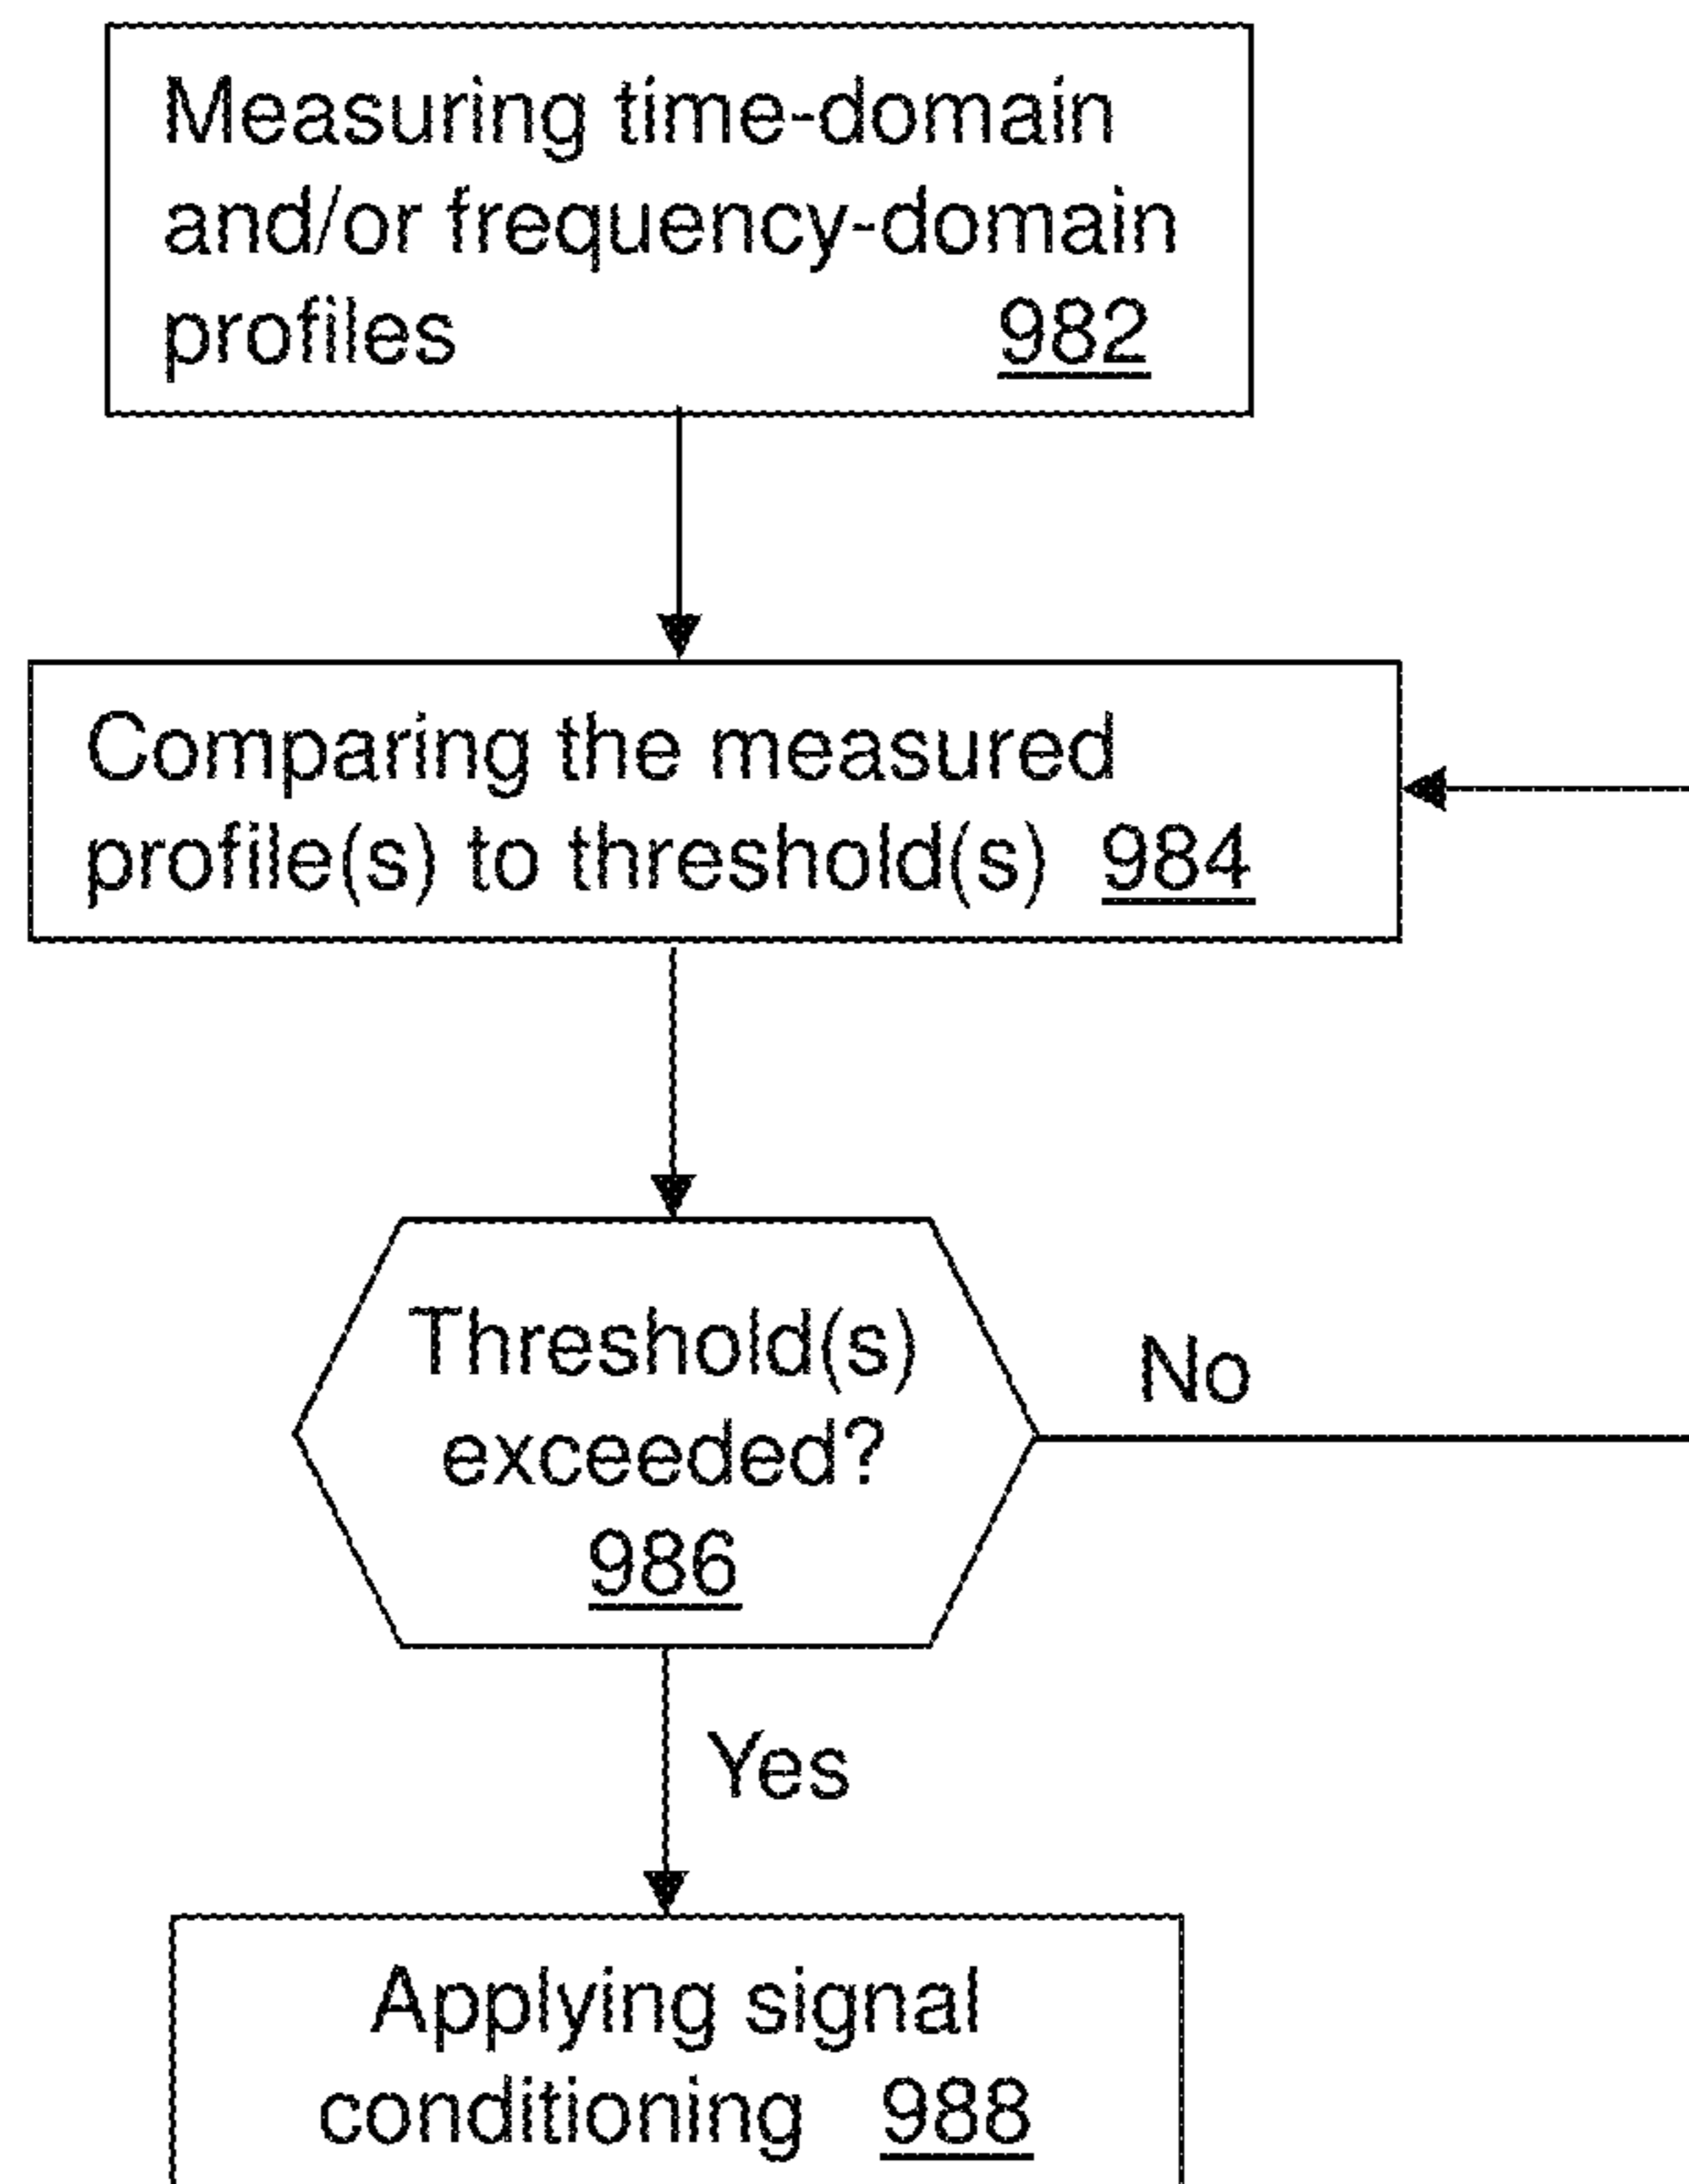 Measuring time-domain
and/or frequency-domain
profiles 982
Comparing the measured
profile(s) to threshold(s) 984
Threshold(s)
exceeded?
986
No
Yes
Applying signal
conditioning 988